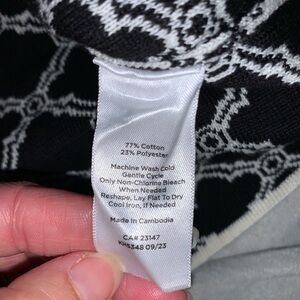 77% Cotton
23% Polyester
Machine Wash Cold
Gentle Cycle
Only Non-Chlorine Bleach
When Needed
Reshape, Lay Flat To Dry
Cool Iron, If Needed
Made in Cambodia
CA# 23147
KH5348 09/23